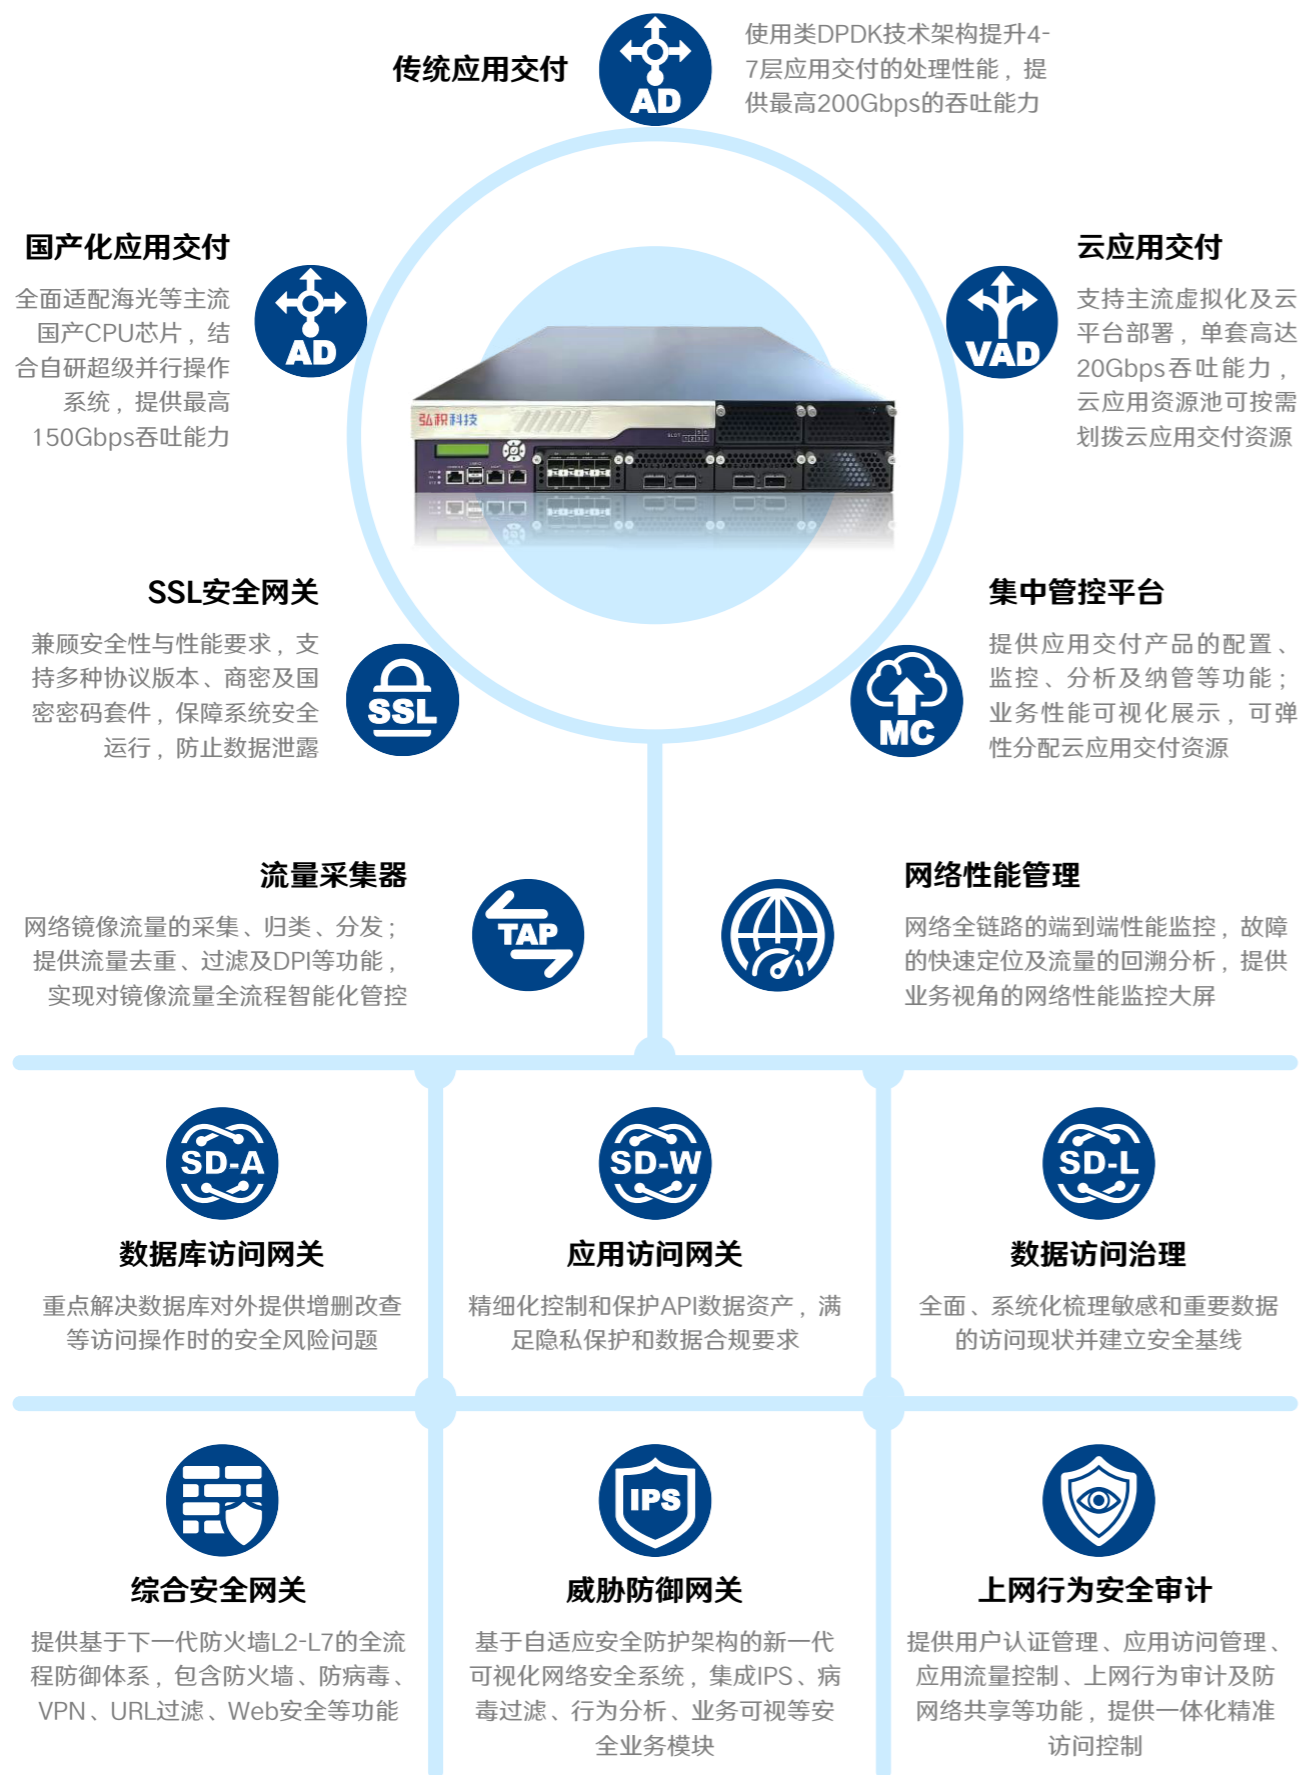 传统应用交付
AD
使用类DPDK技术架构提升4-
7层应用交付的处理性能，提
供最高200Gbps的吞吐能力
国产化应用交付
全面适配海光等主流
国产CPU芯片，结
合自研超级并行操作
系统，提供最高
150Gbps吞吐能力
AD
VAD
云应用交付
支持主流虚拟化及云
平台部署，单套高达
20Gbps吞吐能力，
云应用资源池可按需
划拨云应用交付资源
弘积科技
SSL安全网关
兼顾安全性与性能要求，支
持多种协议版本、商密及国
密密码套件，保障系统安全
运行，防止数据泄露
SSL
MC
集中管控平台
提供应用交付产品的配置、
监控、分析及纳管等功能；
业务性能可视化展示，可弹
性分配云应用交付资源
流量采集器
网络镜像流量的采集、归类、分发；
提供流量去重、过滤及DPI等功能，
实现对镜像流量全流程智能化管控
TAP
网络性能管理
网络全链路的端到端性能监控，故障
的快速定位及流量的回溯分析，提供
业务视角的网络性能监控大屏
SD-A
数据库访问网关
重点解决数据库对外提供增删改查
等访问操作时的安全风险问题
SD-W
应用访问网关
精细化控制和保护API数据资产，满
足隐私保护和数据合规要求
SD-L
数据访问治理
全面、系统化梳理敏感和重要数据
的访问现状并建立安全基线
综合安全网关
提供基于下一代防火墙L2-L7的全流
程防御体系，包含防火墙、防病毒、
VPN、URL过滤、Web安全等功能
IPS
威胁防御网关
基于自适应安全防护架构的新一代
可视化网络安全系统，集成IPS、病
毒过滤、行为分析、业务可视等安
全业务模块
上网行为安全审计
提供用户认证管理、应用访问管理、
应用流量控制、上网行为审计及防
网络共享等功能，提供一体化精准
访问控制